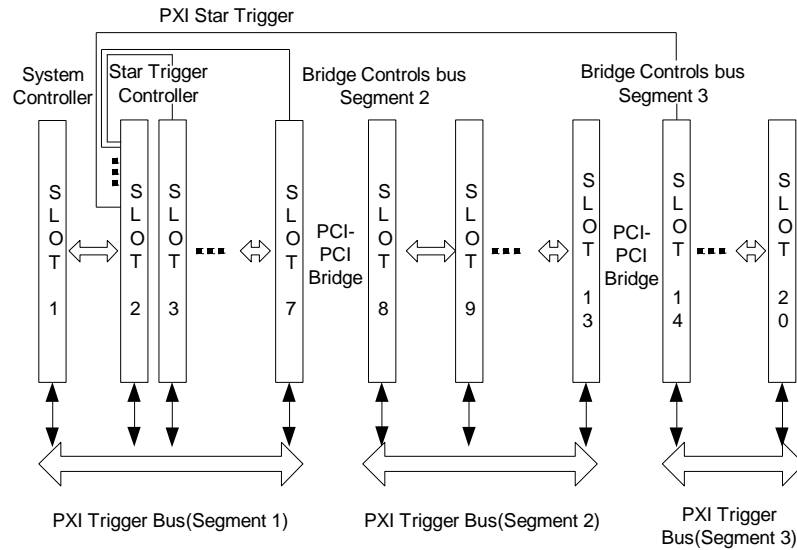 PXI Star Trigger
System
Controller
Star Trigger
Controller
Bridge Controls bus
Segment 2
Bridge Controls bus
Segment 3
SLOT 1
SLOT 2
SLOT 3
SLOT 7
PCI-
PCI
Bridge
SLOT 8
SLOT 9
SLOT 13
PCI-
PCI
Bridge
SLOT 14
SLOT 20
PXI Trigger Bus(Segment 1)
PXI Trigger Bus(Segment 2)
PXI Trigger
Bus(Segment 3)